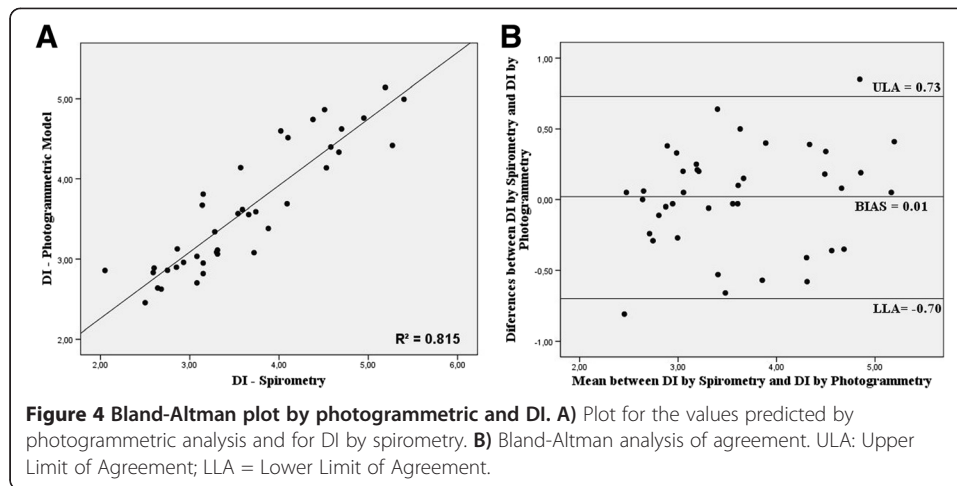 A
B
DI - Photogrammetric Model
5,00
4,00
3,00
2,00
2,00 3,00 4,00 5,00 6,00
DI - Spirometry
R² = 0.815
Diferences between DI by Spirometry and DI by
Photogrammetry
1,00
0,50
0,00
-0,50
-1,00
ULA = 0.73
BIAS = 0.01
LLA= -0.70
2,00 3,00 4,00 5,00
Mean between DI by Spirometry and DI by Photogrammetry
Figure 4 Bland-Altman plot by photogrammetric and DI. A) Plot for the values predicted by
photogrammetric analysis and for DI by spirometry. B) Bland-Altman analysis of agreement. ULA: Upper
Limit of Agreement; LLA = Lower Limit of Agreement.